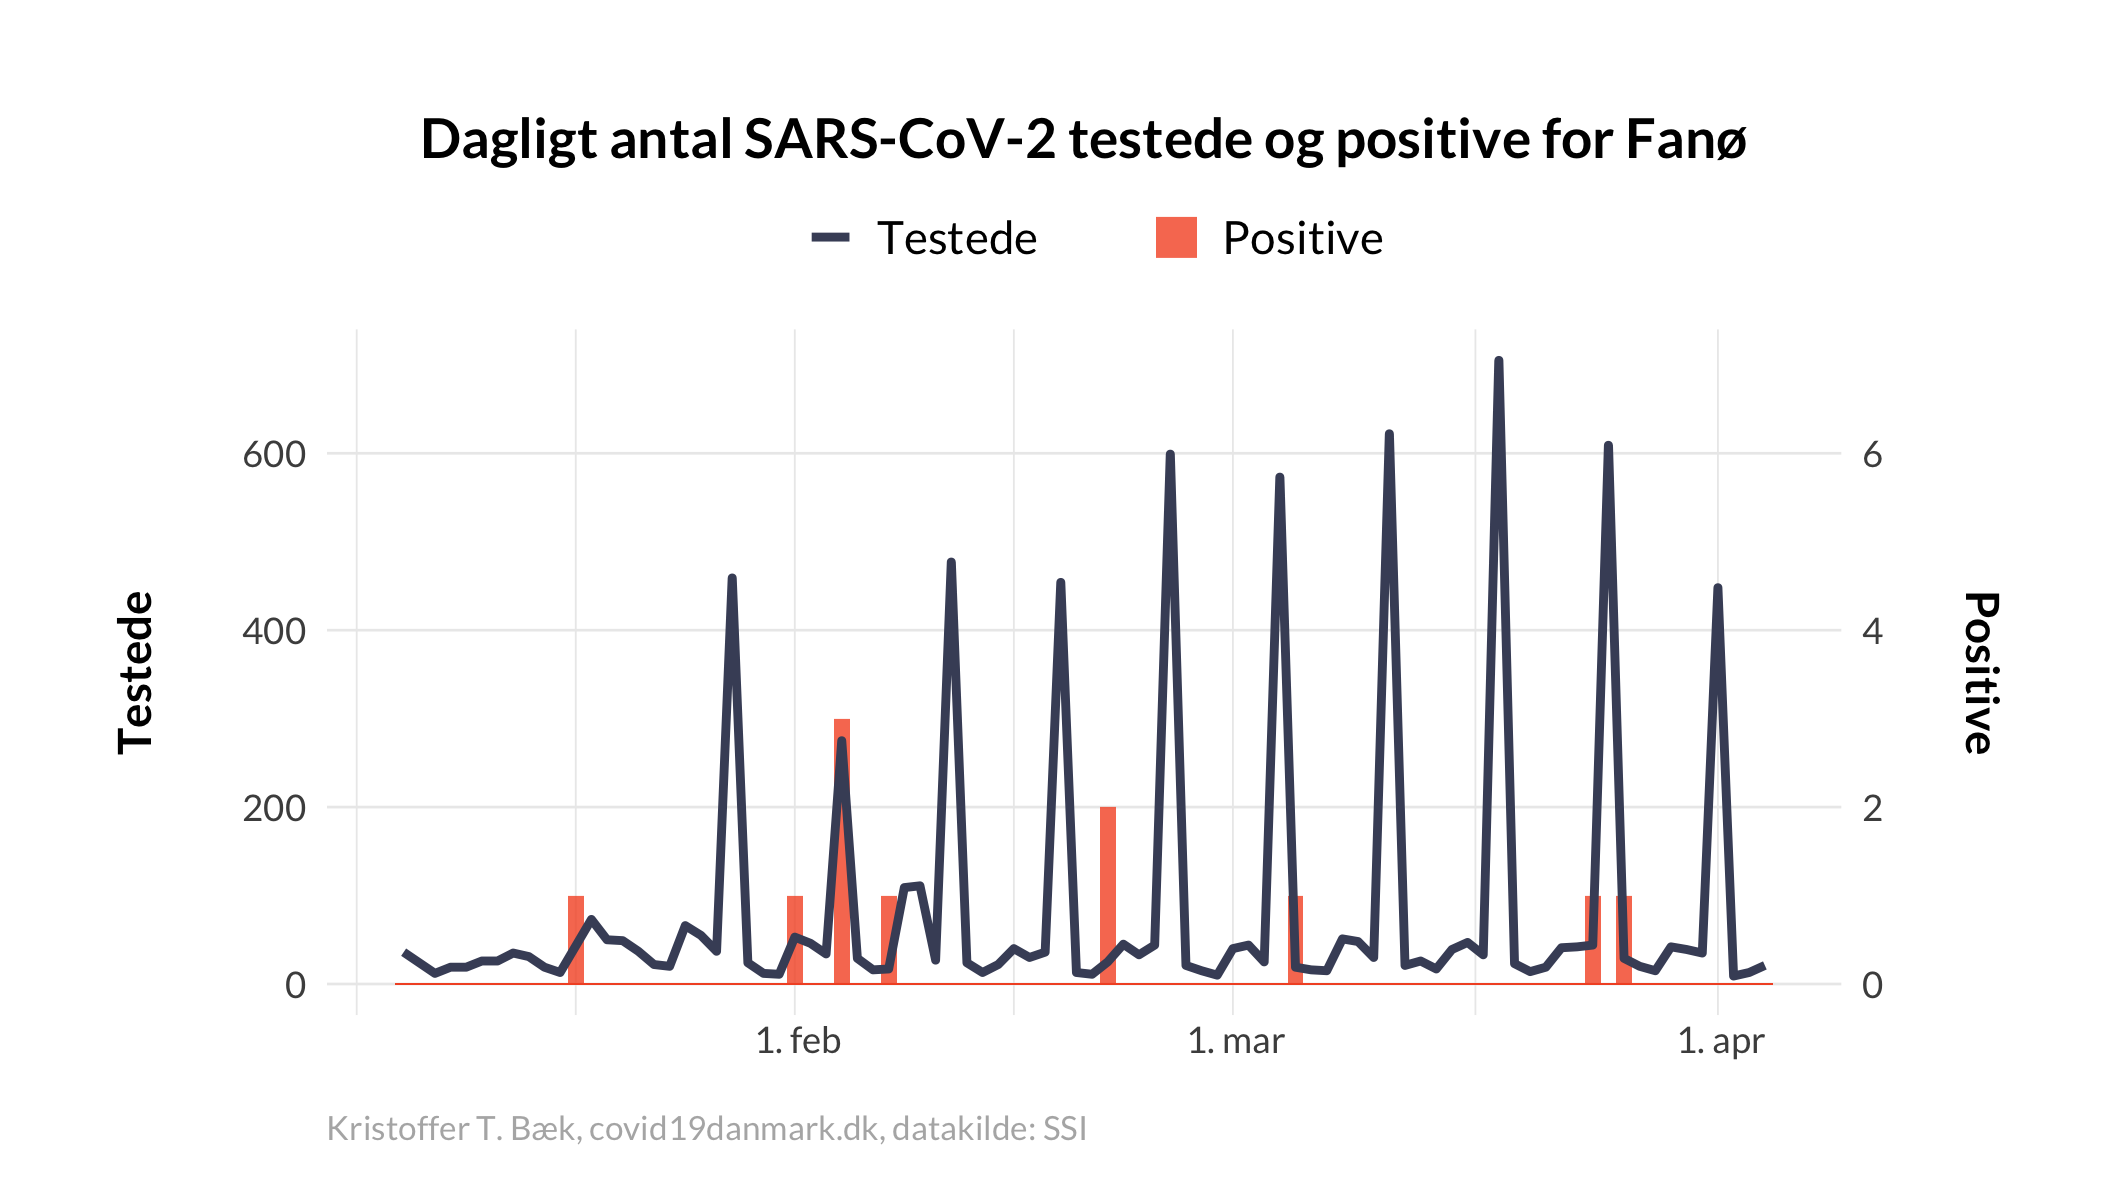 Dagligt antal SARS-CoV-2 testede og positive for Fanø
Testede
Positive
Testede
600
400
200
0
6
4
2
0
Positive
1. feb
1. mar
1. apr
Kristoffer T. Bæk, covid19danmark.dk, datakilde: SSI